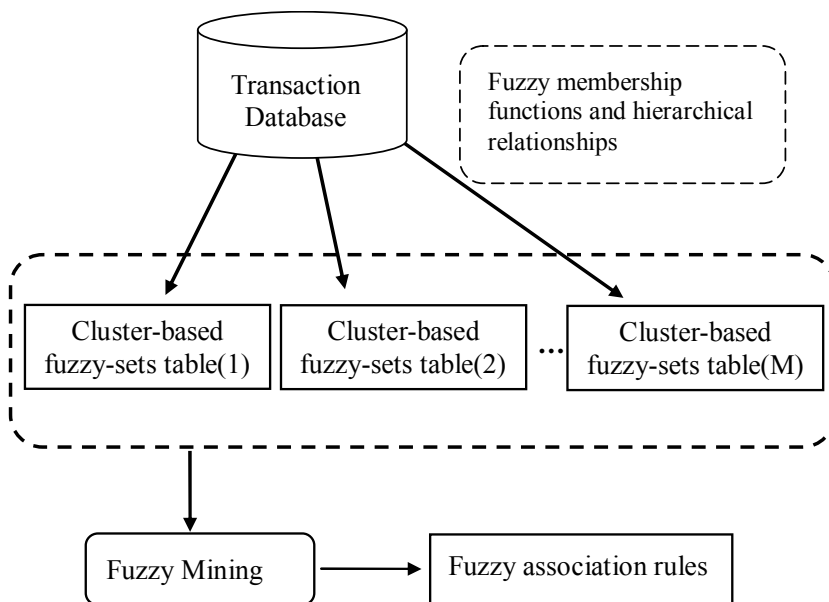 Transaction
Database
Fuzzy membership
functions and hierarchical
relationships
Cluster-based
fuzzy-sets table(1)
Cluster-based
fuzzy-sets table(2)
...
Cluster-based
fuzzy-sets table(M)
Fuzzy Mining
Fuzzy association rules